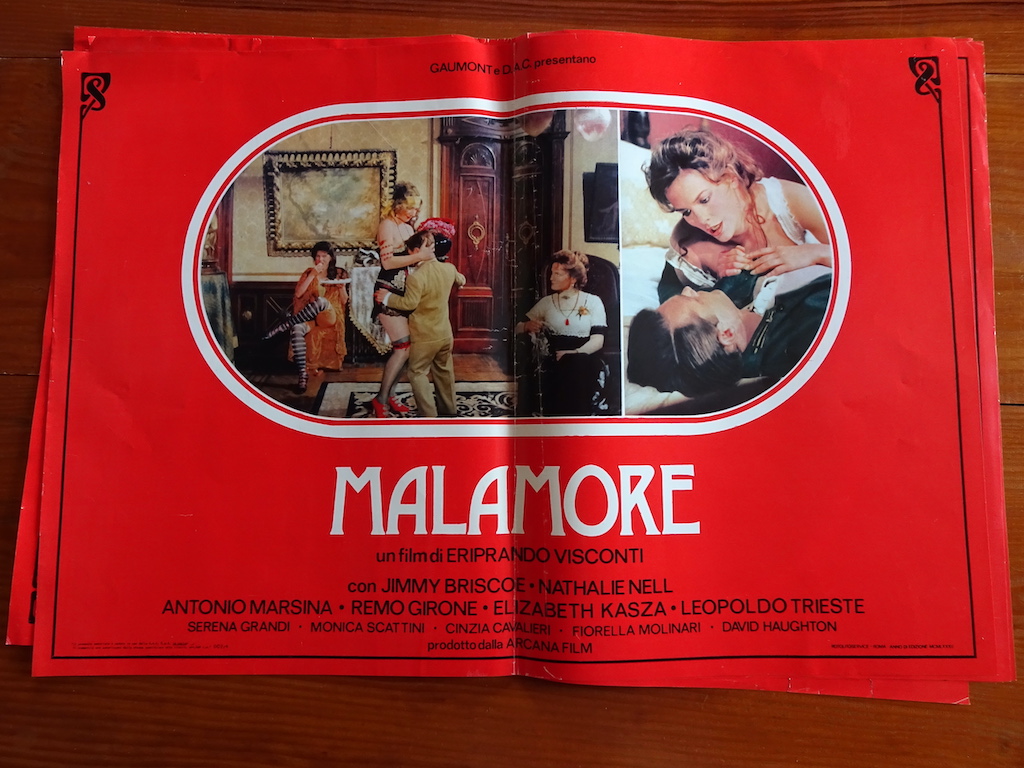 GAUMONT e D.A.C. presentano
MALAMORE
un film di ERIPRANDO VISCONTI
con JIMMY BRISCOE • NATHALIE NELL
ANTONIO MARSINA • REMO GIRONE • ELIZABETH KASZA • LEOPOLDO TRIESTE
SERENA GRANDI · MONICA SCATTINI · CINZIA CAVALIERI · FIORELLA MOLINARI · DAVID HAUGHTON
prodotto dalla ARCANA FILM